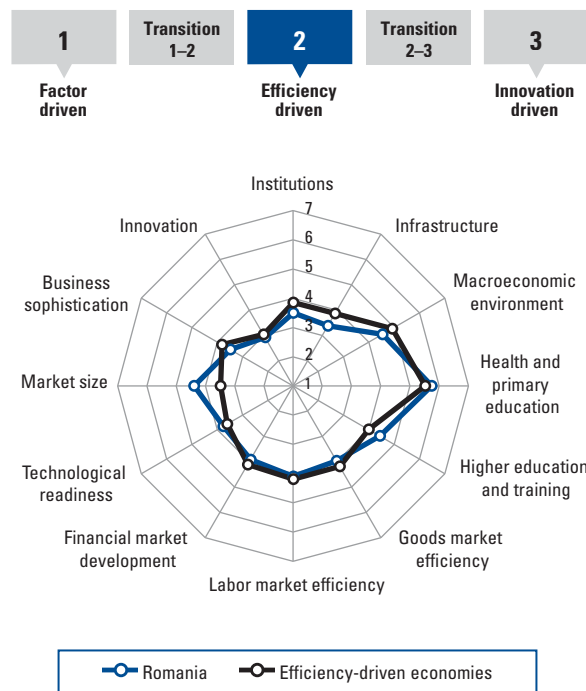 1
Transition
1–2
2
Transition
2–3
3
Factor
driven
Efficiency
driven
Innovation
driven
Institutions
Innovation
Infrastructure
Business
sophistication
Macroeconomic
environment
Market size
Health and
primary
education
Technological
readiness
Higher education
and training
Financial market
development
Goods market
efficiency
Labor market efficiency
7
6
5
4
3
2
1
Romania
Efficiency-driven economies